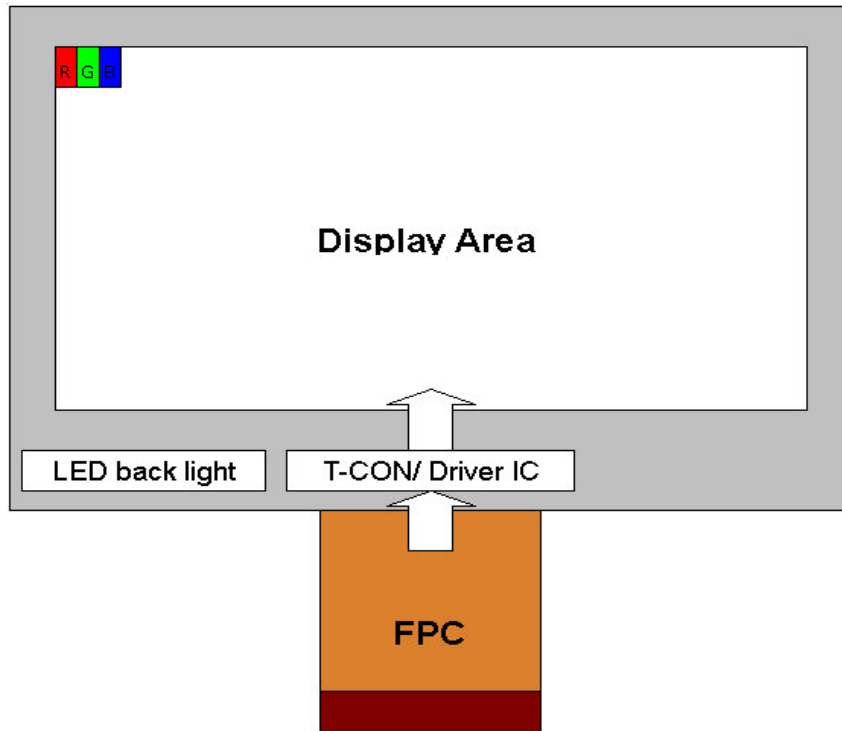 R G B
Display Area
LED back light
T-CON/ Driver IC
FPC